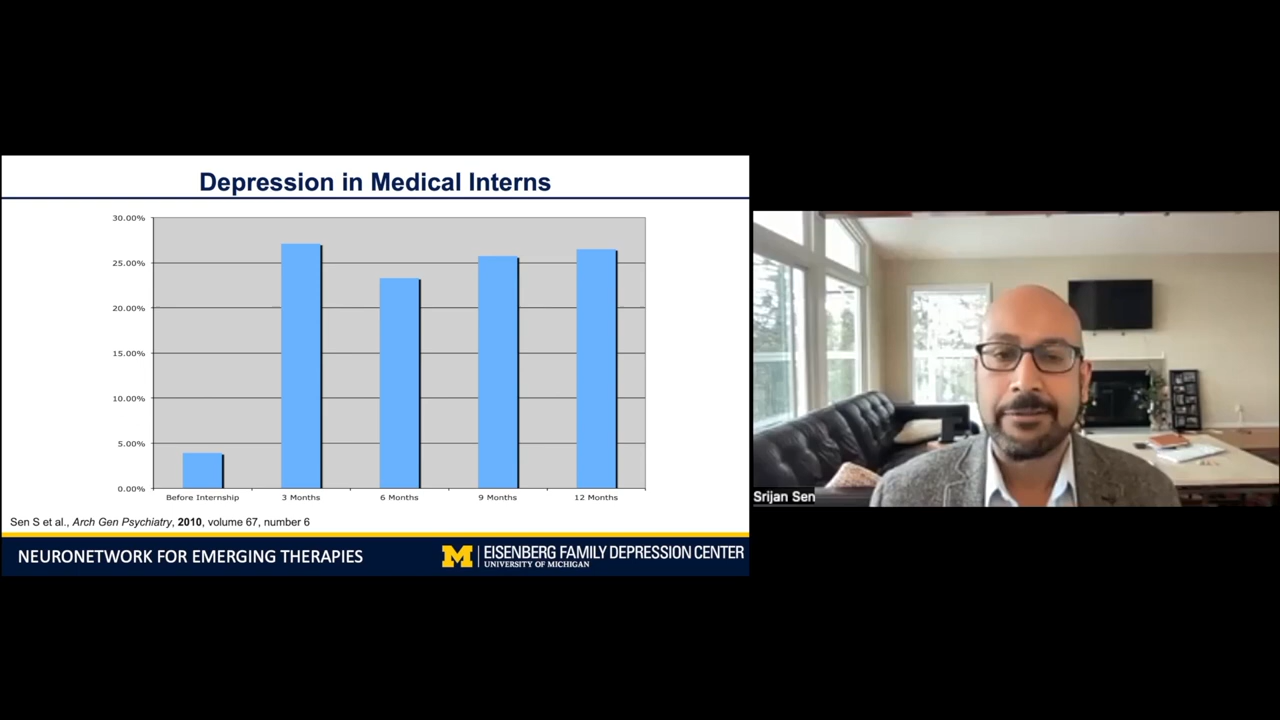 Depression in Medical Interns
30.00%
25.00%
20.00%
15.00%
10.00%
5.00%
0.00%
Before Internship 3 Months 6 Months 9 Months 12 Months
Sen S et al., Arch Gen Psychiatry, 2010, volume 67, number 6
NEURONETWORK FOR EMERGING THERAPIES
M EISENBERG FAMILY DEPRESSION CENTER
UNIVERSITY OF MICHIGAN
Srijan Sen